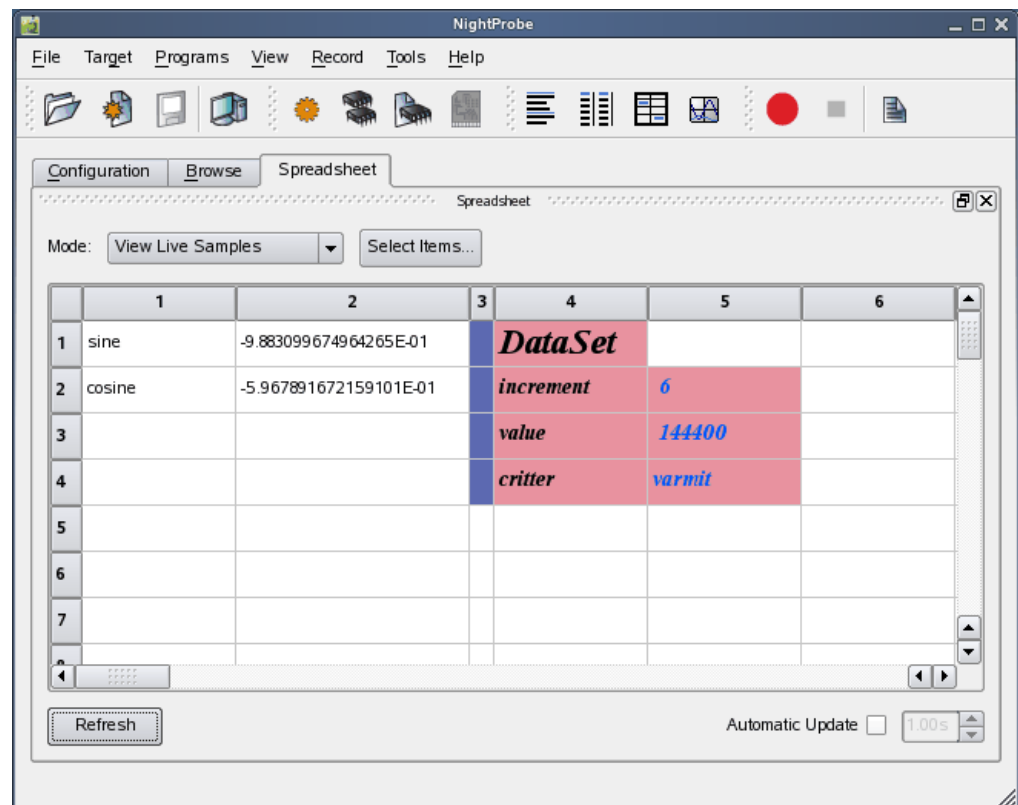 NightProbe
File Target Programs View Record Tools Help
Configuration Browse Spreadsheet
Spreadsheet
Mode: View Live Samples Select Items...
1 2 3 4 5 6
1 sine -9.883099674964265E-01 DataSet
2 cosine -5.967891672159101E-01 increment 6
3 value 144400
4 critter varmit
5
6
7
Refresh Automatic Update 1.00s